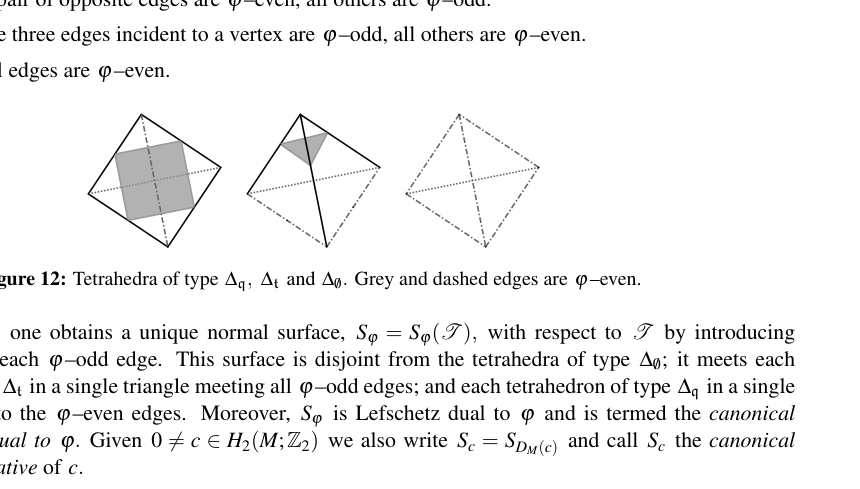 pair of opposite edges are φ–even, all others are φ–odd.
e three edges incident to a vertex are φ–odd, all others are φ–even.
l edges are φ–even.
gure 12: Tetrahedra of type Δq, Δt and Δ∅. Grey and dashed edges are φ–even.
one obtains a unique normal surface, Sφ = Sφ(𝒯), with respect to 𝒯 by introducing
each φ–odd edge. This surface is disjoint from the tetrahedra of type Δ∅; it meets each
Δt in a single triangle meeting all φ–odd edges; and each tetrahedron of type Δq in a single
o the φ–even edges. Moreover, Sφ is Lefschetz dual to φ and is termed the canonical
ual to φ. Given 0 ≠ c ∈ H₂(M;ℤ₂) we also write Sc = S_{D_M(c)} and call Sc the canonical
ative of c.